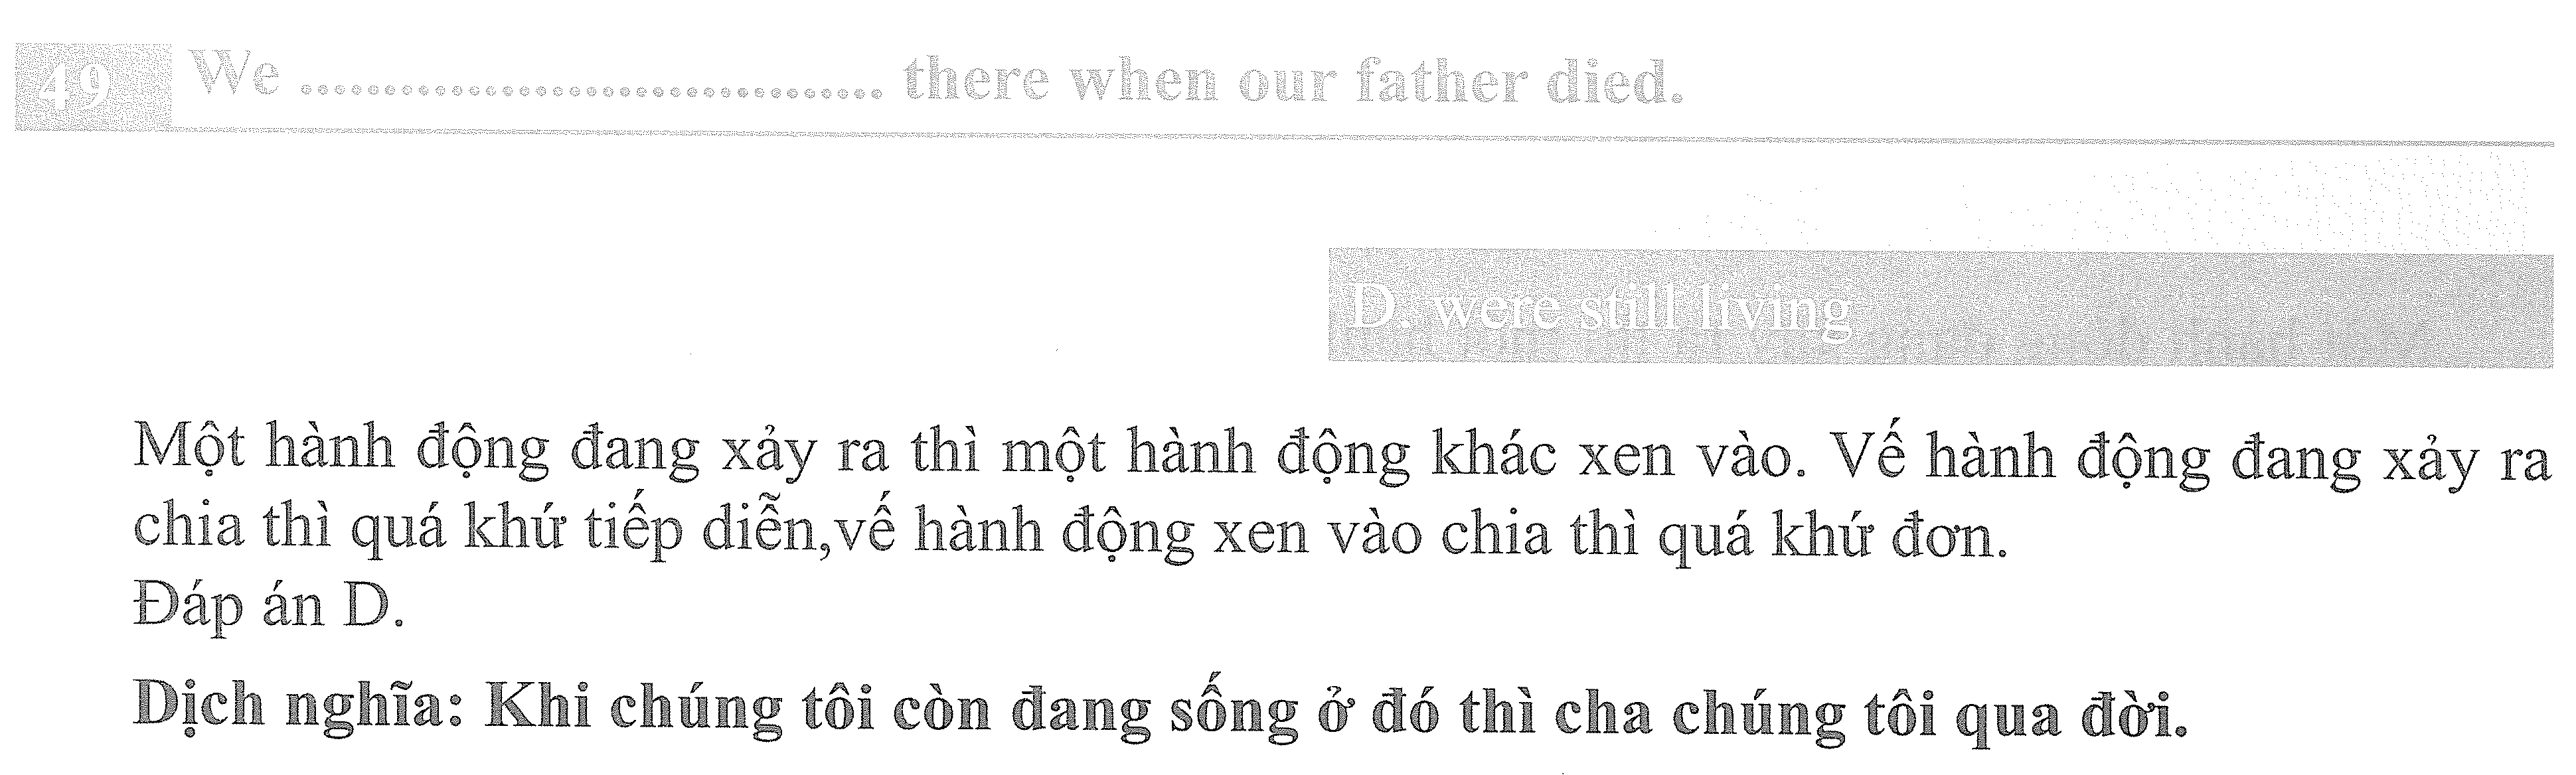 49 We .................................. there when our father died.
D. were still living
Một hành động đang xảy ra thì một hành động khác xen vào. Vế hành động đang xảy ra
chia thì quá khứ tiếp diễn,vế hành động xen vào chia thì quá khứ đơn.
Đáp án D.
Dịch nghĩa: Khi chúng tôi còn đang sống ở đó thì cha chúng tôi qua đời.